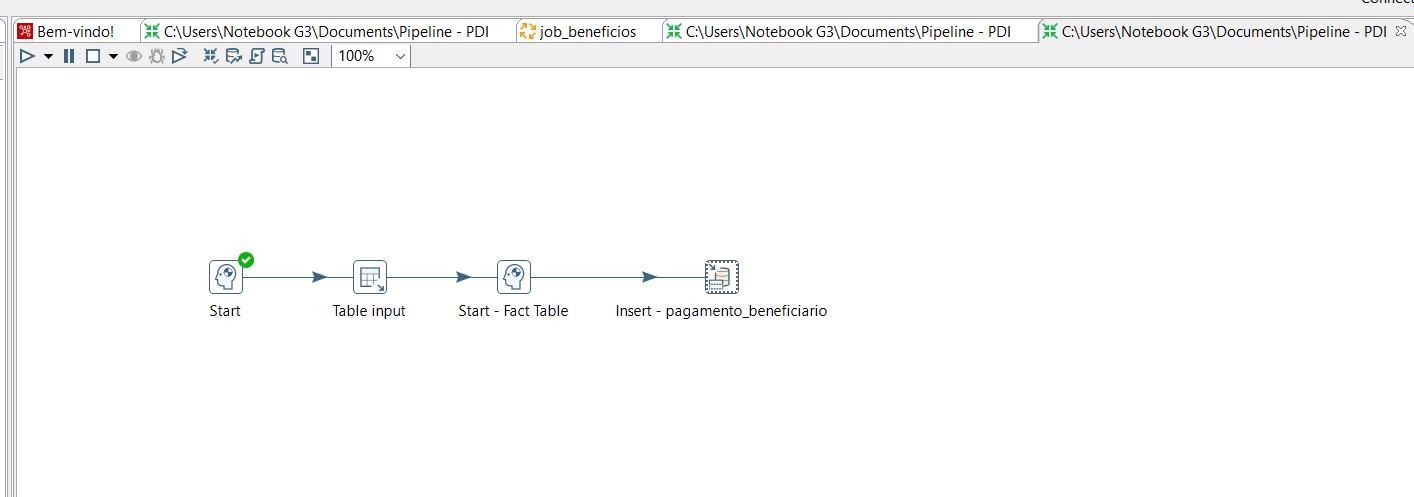 Connect
Bem-vindo!
C:\Users\Notebook G3\Documents\Pipeline - PDI
job_beneficios
C:\Users\Notebook G3\Documents\Pipeline - PDI
C:\Users\Notebook G3\Documents\Pipeline - PDI
100%
Start
Table input
Start - Fact Table
Insert - pagamento_beneficiario